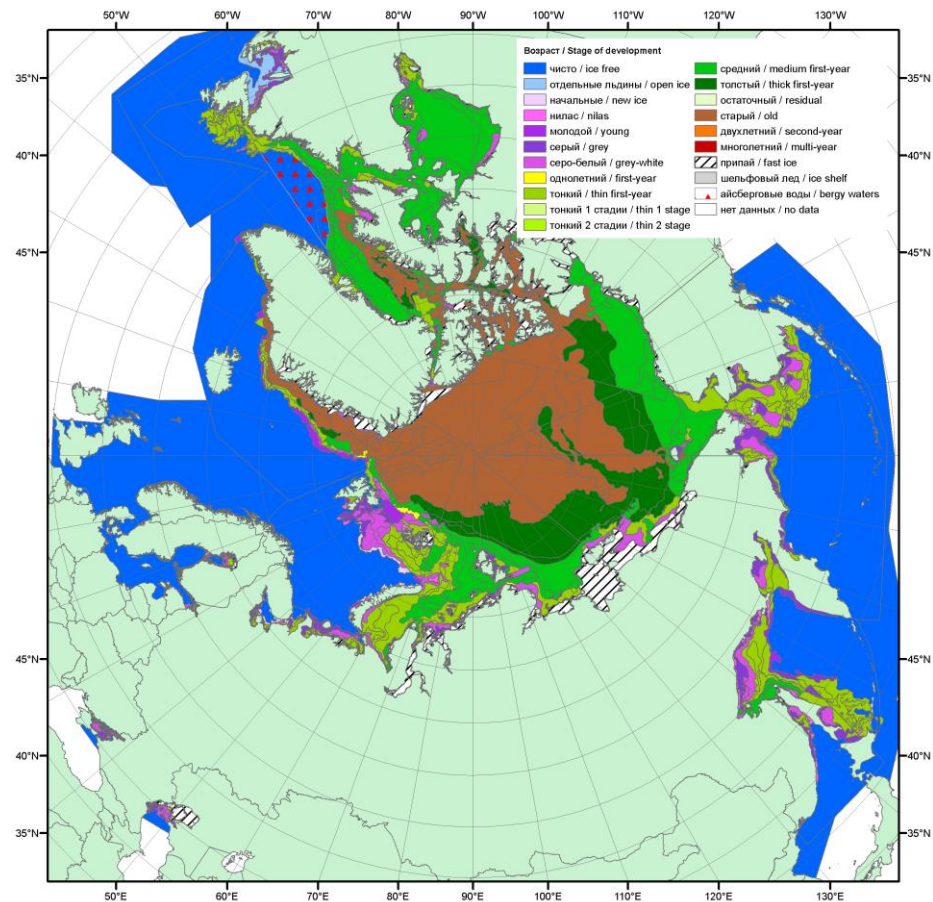 50°W 60°W 70°W 80°W 90°W 100°W 110°W 120°W 130°W
Возраст / Stage of development
чисто / ice free
отдельные льдины / open ice
начальные / new ice
нилас / nilas
молодой / young
серый / grey
серо-белый / grey-white
однолетний / first-year
тонкий / thin first-year
тонкий 1 стадии / thin 1 stage
тонкий 2 стадии / thin 2 stage
средний / medium first-year
толстый / thick first-year
остаточный / residual
старый / old
двухлетний / second-year
многолетний / multi-year
припай / fast ice
шельфовый лед / ice shelf
айсберговые воды / bergy waters
нет данных / no data
35°N 35°N
40°N 40°N
45°N 45°N
45°N 45°N
40°N 40°N
35°N 35°N
50°E 60°E 70°E 80°E 90°E 100°E 110°E 120°E 130°E